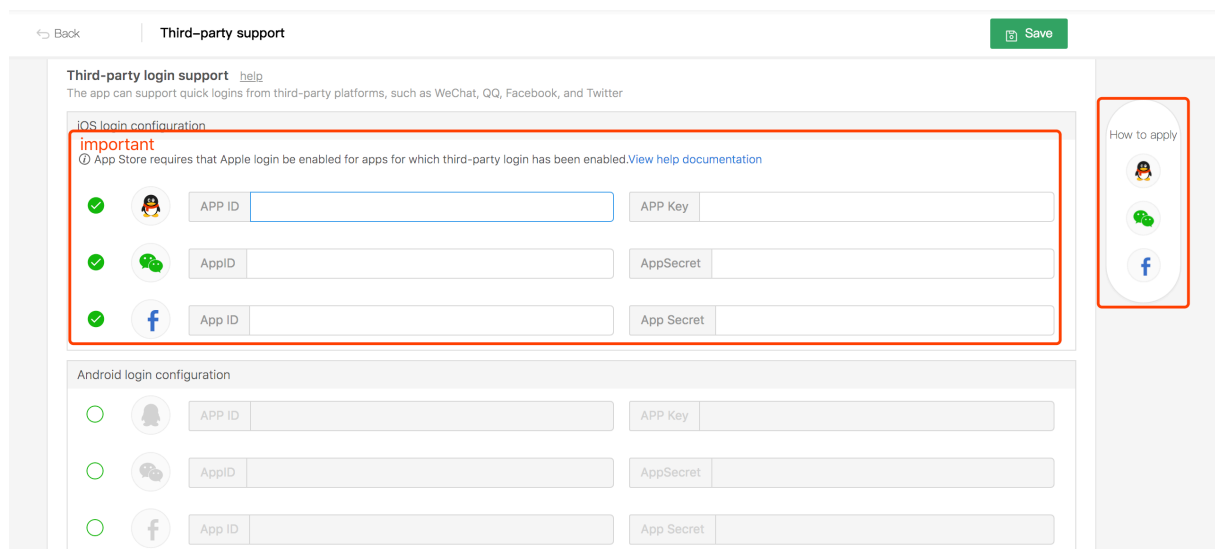 Back
Third-party support
Save
Third-party login support help
The app can support quick logins from third-party platforms, such as WeChat, QQ, Facebook, and Twitter
iOS login configuration
important
App Store requires that Apple login be enabled for apps for which third-party login has been enabled.View help documentation
How to apply
APP ID
APP Key
AppID
AppSecret
App ID
App Secret
Android login configuration
APP ID
APP Key
AppID
AppSecret
App ID
App Secret